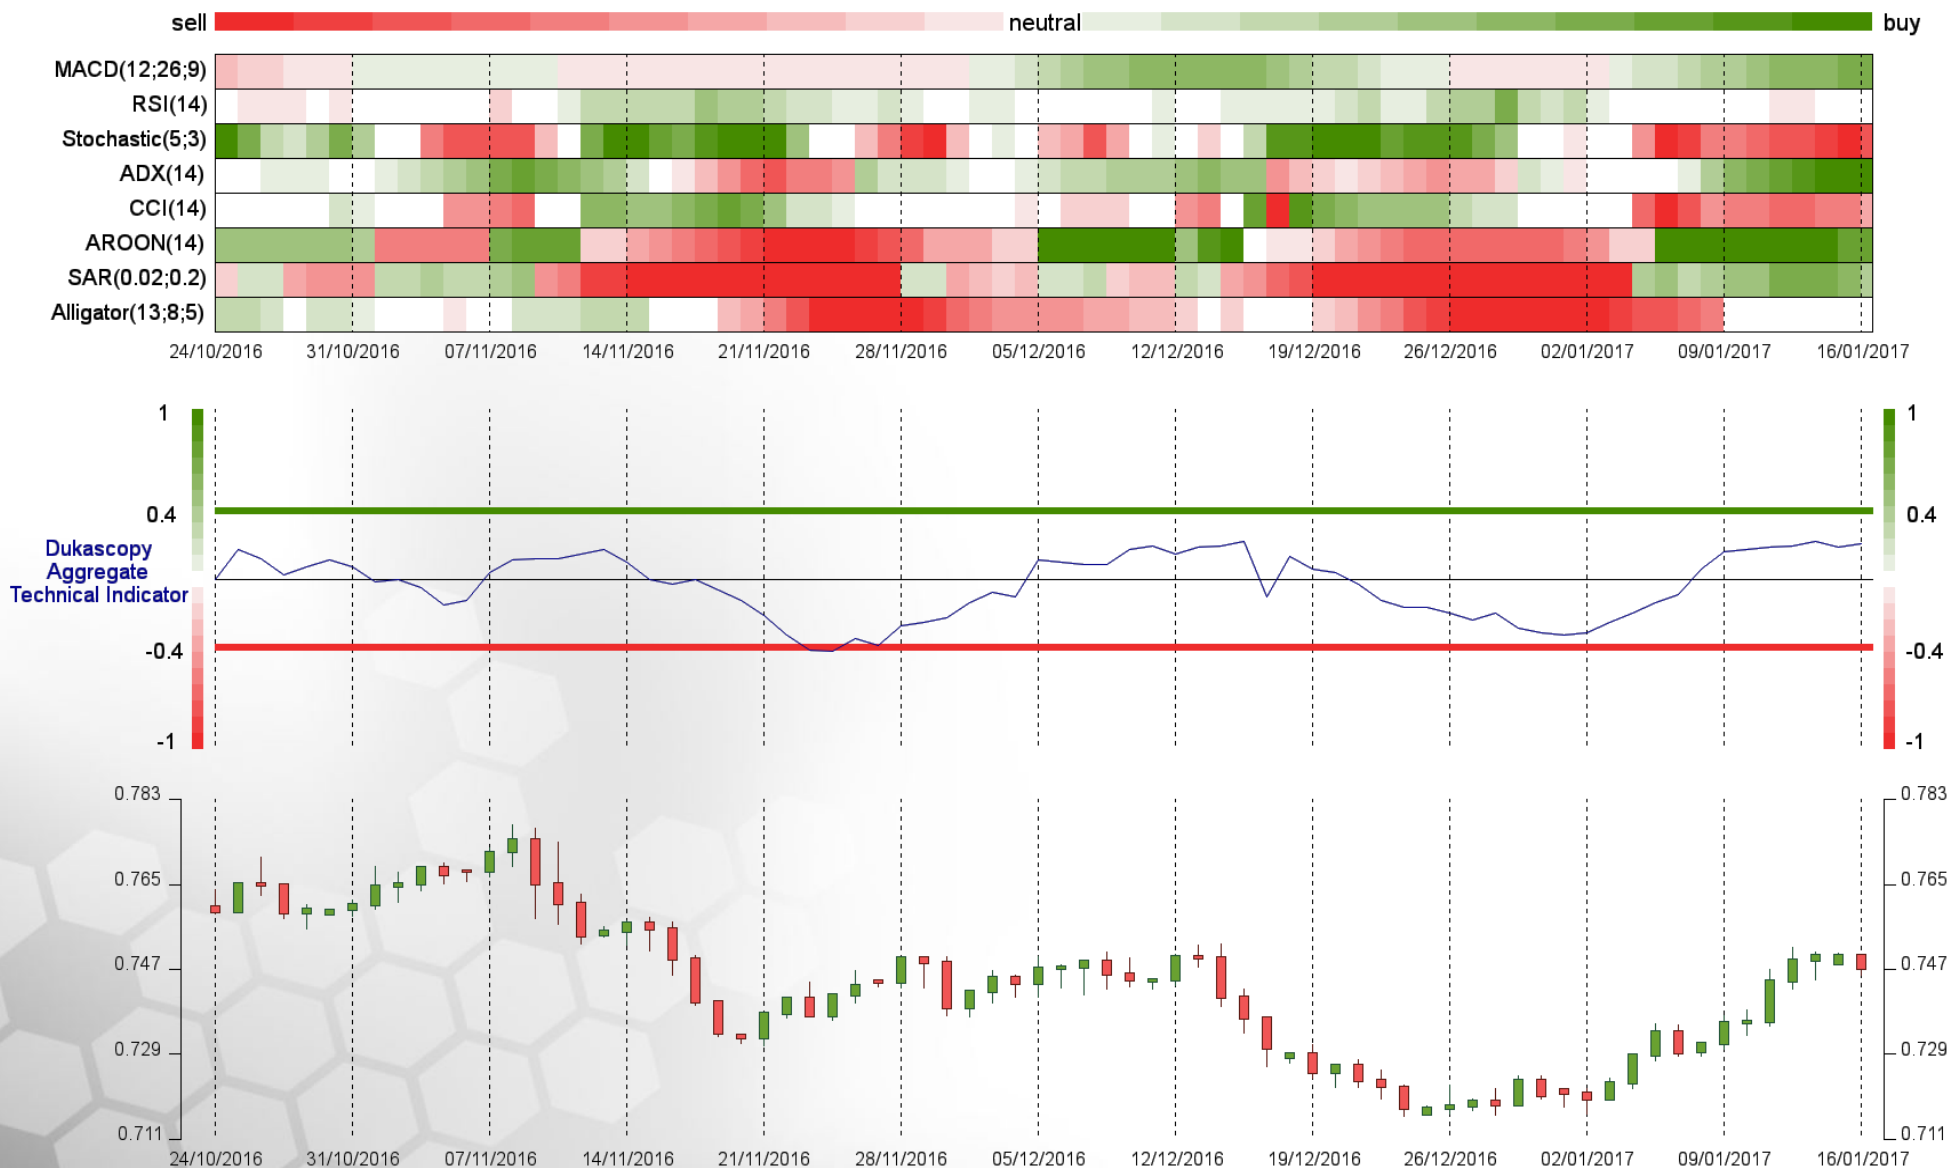 sell neutral buy
MACD(12;26;9)
RSI(14)
Stochastic(5;3)
ADX(14)
CCI(14)
AROON(14)
SAR(0.02;0.2)
Alligator(13;8;5)
24/10/2016 31/10/2016 07/11/2016 14/11/2016 21/11/2016 28/11/2016 05/12/2016 12/12/2016 19/12/2016 26/12/2016 02/01/2017 09/01/2017 16/01/2017
1 1
0.4 0.4
Dukascopy
Aggregate
Technical Indicator
-0.4 -0.4
-1 -1
0.783 0.783
0.765 0.765
0.747 0.747
0.729 0.729
0.711 0.711
24/10/2016 31/10/2016 07/11/2016 14/11/2016 21/11/2016 28/11/2016 05/12/2016 12/12/2016 19/12/2016 26/12/2016 02/01/2017 09/01/2017 16/01/2017